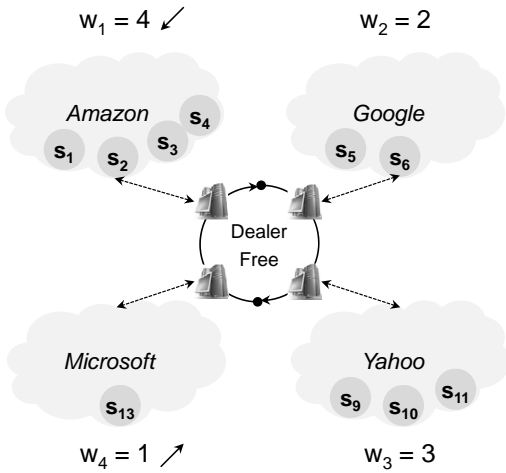 w₁ = 4 ↙
w₂ = 2
Amazon
s₁ s₂ s₃ s₄
Google
s₅ s₆
Dealer
Free
Microsoft
s₁₃
Yahoo
s₉ s₁₀ s₁₁
w₄ = 1 ↗
w₃ = 3